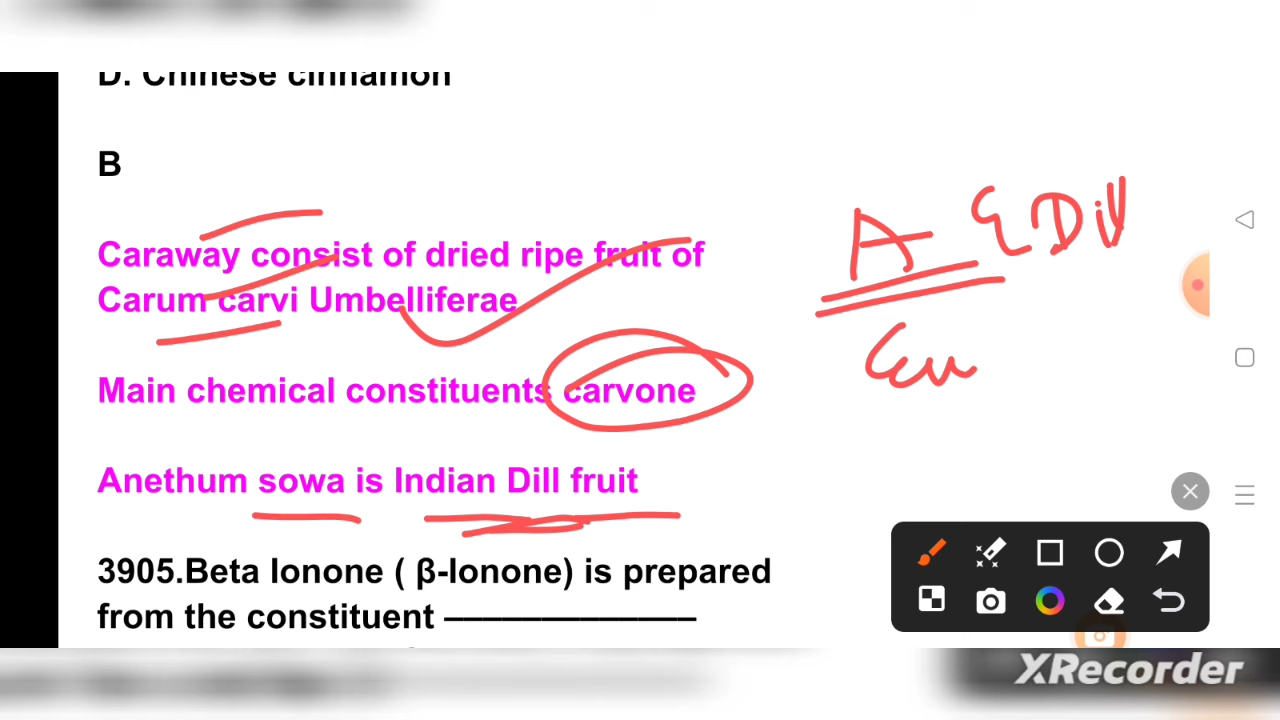 D. Chinese cinnamon
B
Caraway consist of dried ripe fruit of
Carum carvi Umbelliferae
A E Dill
Eu
Main chemical constituents carvone
Anethum sowa is Indian Dill fruit
3905.Beta Ionone ( β-Ionone) is prepared
from the constituent —————————————
XRecorder